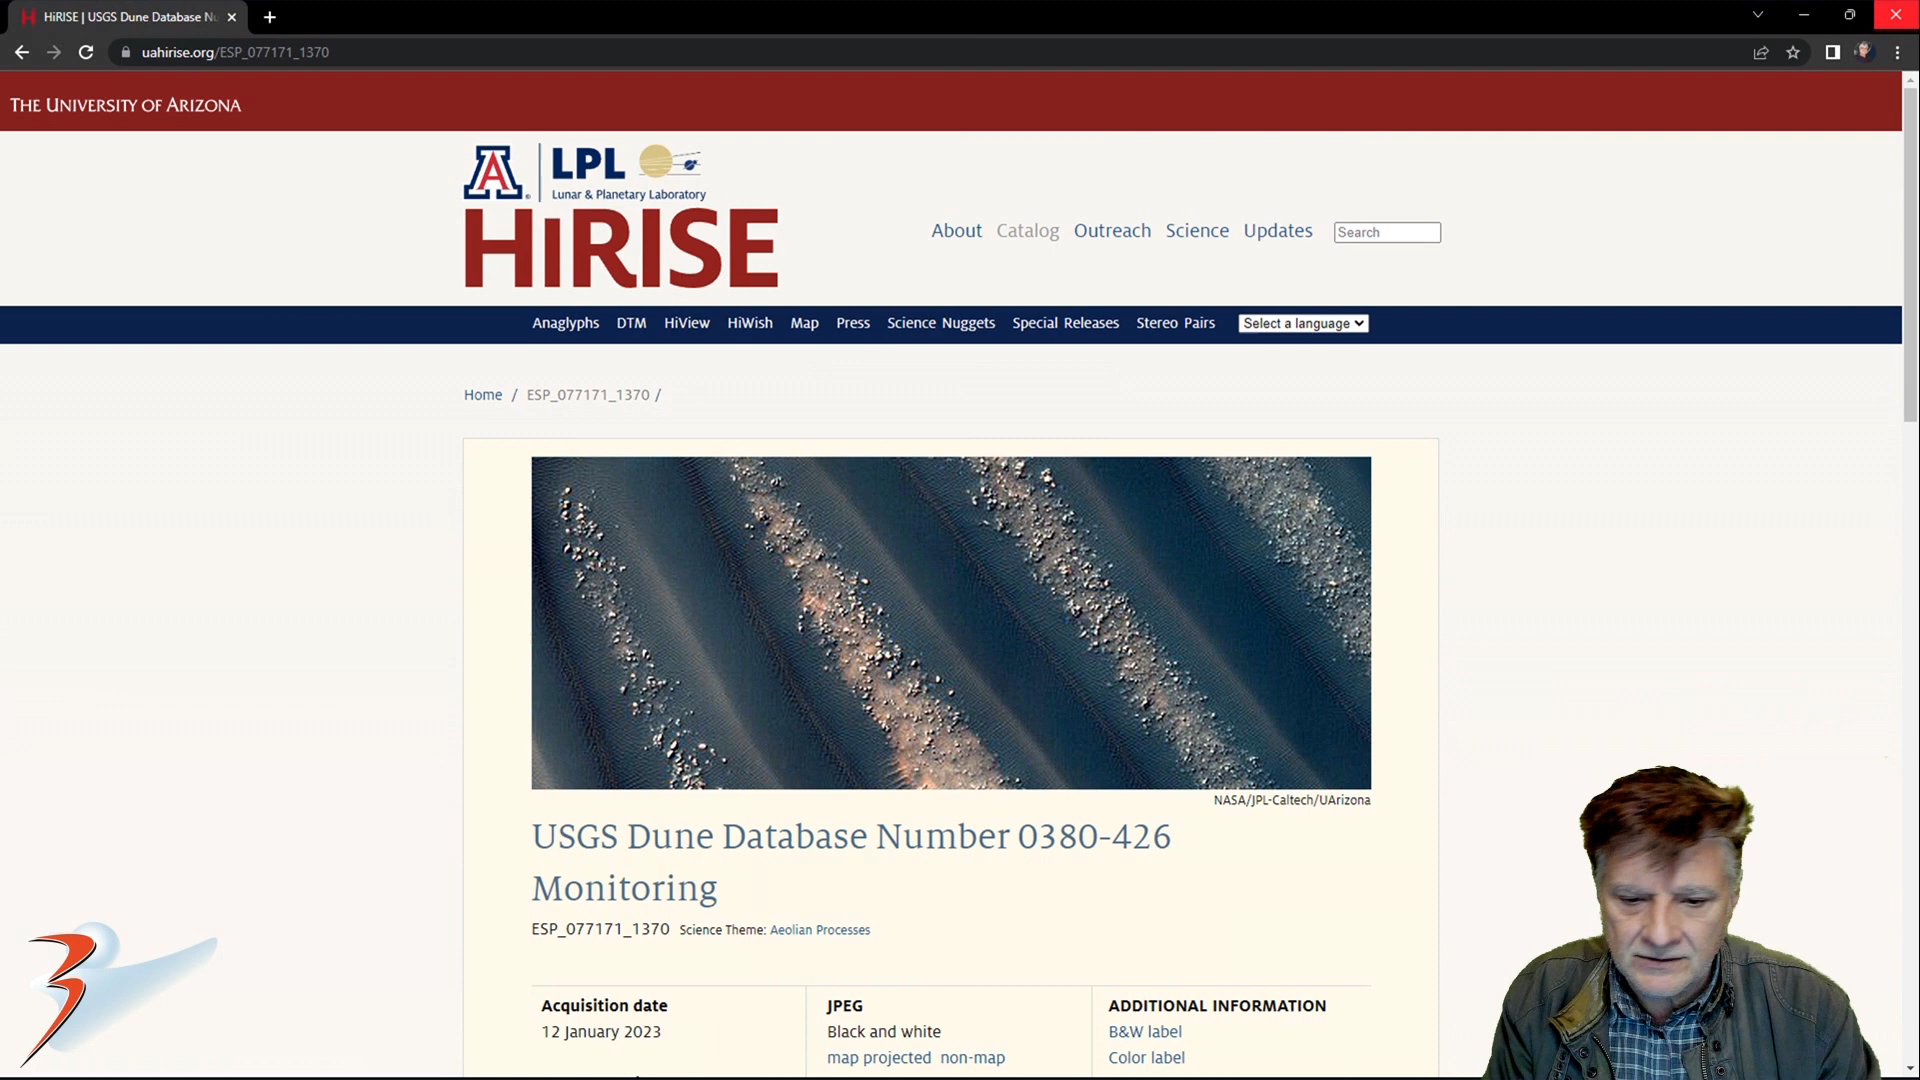 HiRISE | USGS Dune Database Nu
uahirise.org/ESP_077171_1370
THE UNIVERSITY OF ARIZONA
A LPL
Lunar & Planetary Laboratory
HiRISE
About Catalog Outreach Science Updates Search
Anaglyphs DTM HiView HiWish Map Press Science Nuggets Special Releases Stereo Pairs Select a language
Home / ESP_077171_1370 /
NASA/JPL-Caltech/UArizona
USGS Dune Database Number 0380-426
Monitoring
ESP_077171_1370 Science Theme: Aeolian Processes
Acquisition date
12 January 2023
JPEG
Black and white
map projected non-map
ADDITIONAL INFORMATION
B&W label
Color label